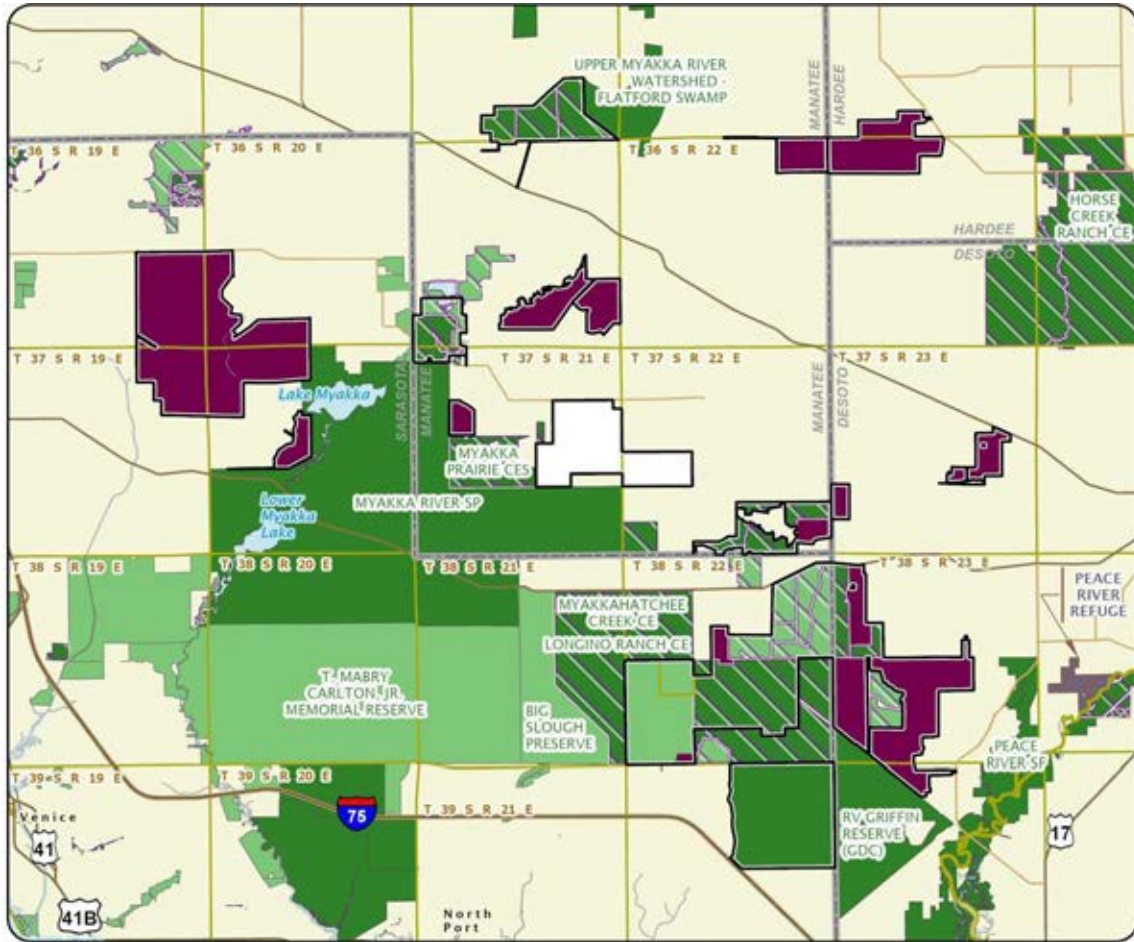 UPPER MYAKKA RIVER
WATERSHED -
FLATFORD SWAMP
MANATEE
HARDEE
T 36 S R 19 E
T 36 S R 20 E
T 36 S R 22 E
HORSE
CREEK
RANCH CE
HARDEE
DESOTO
T 37 S R 19 E
T 37 S R 21 E
T 37 S R 22 E
T 37 S R 23 E
Lake Myakka
SARASOTA
MANATEE
MANATEE
DESOTO
MYAKKA
PRAIRIE CES
MYAKKA RIVER SP
Lower
Myakka
Lake
T 38 S R 19 E
T 38 S R 20 E
T 38 S R 21 E
T 38 S R 22 E
T 38 S R 23 E
PEACE
RIVER
REFUGE
MYAKKAHATCHEE
CREEK CE
LONGINO RANCH CE
T. MABRY
CARLTON, JR.
MEMORIAL RESERVE
BIG
SLOUGH
PRESERVE
PEACE
RIVER SF
T 39 S R 19 E
T 39 S R 20 E
T 39 S R 21 E
75
Venice
41
RV GRIFFIN
RESERVE
(GDC)
17
41B
North
Port